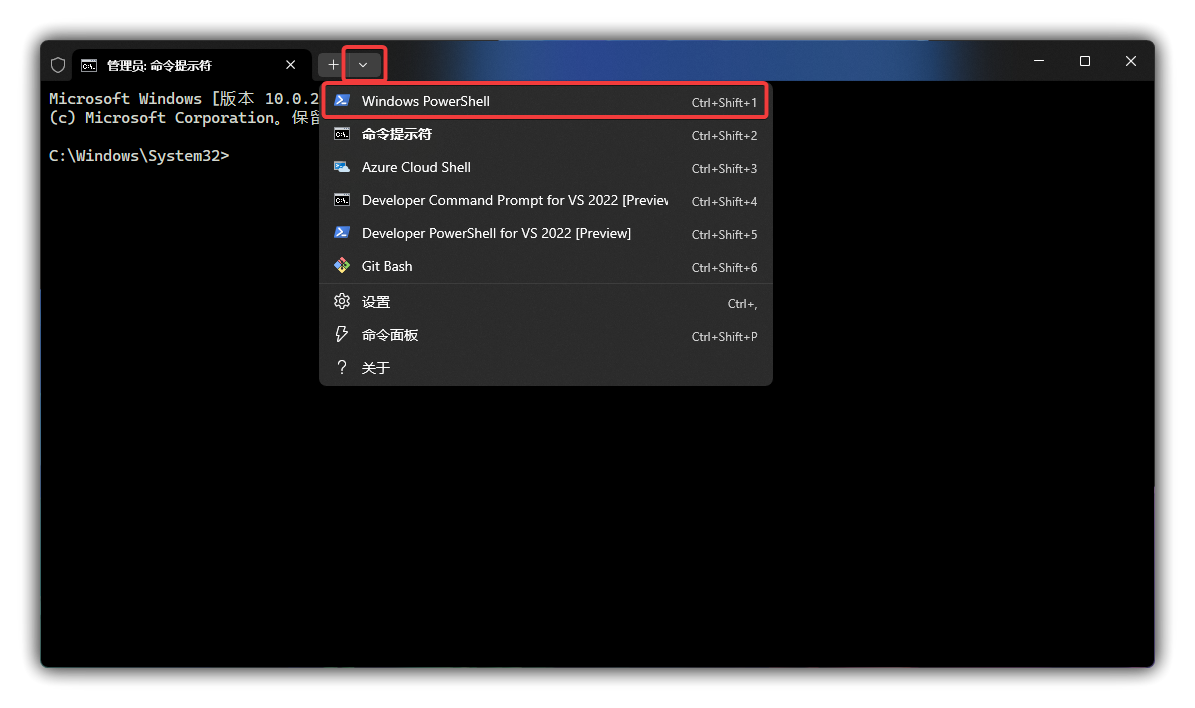 管理员: 命令提示符
Microsoft Windows [版本 10.0.2
(c) Microsoft Corporation。保留
C:\Windows\System32>
Windows PowerShell Ctrl+Shift+1
命令提示符 Ctrl+Shift+2
Azure Cloud Shell Ctrl+Shift+3
Developer Command Prompt for VS 2022 [Preview Ctrl+Shift+4
Developer PowerShell for VS 2022 [Preview] Ctrl+Shift+5
Git Bash Ctrl+Shift+6
设置 Ctrl+,
命令面板 Ctrl+Shift+P
关于